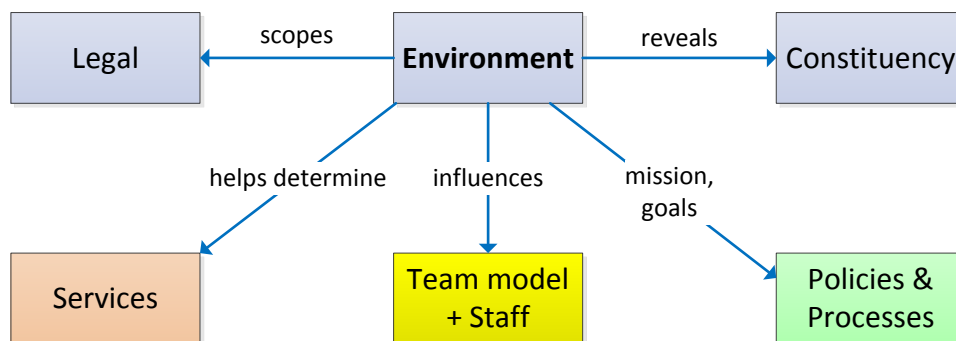 scopes
reveals
Legal
Environment
Constituency
helps determine
influences
mission,
goals
Services
Team model
+ Staff
Policies &
Processes